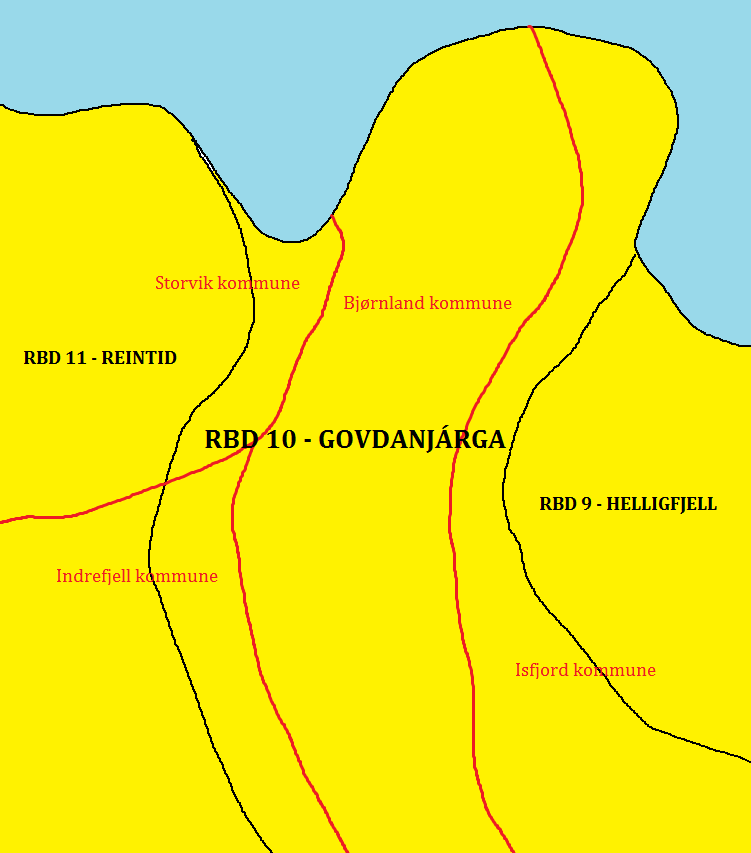 Storvik kommune
Bjørnland kommune
RBD 11 - REINTID
RBD 10 - GOVDANJÁRGA
RBD 9 - HELLIGFJELL
Indrefjell kommune
Isfjord kommune